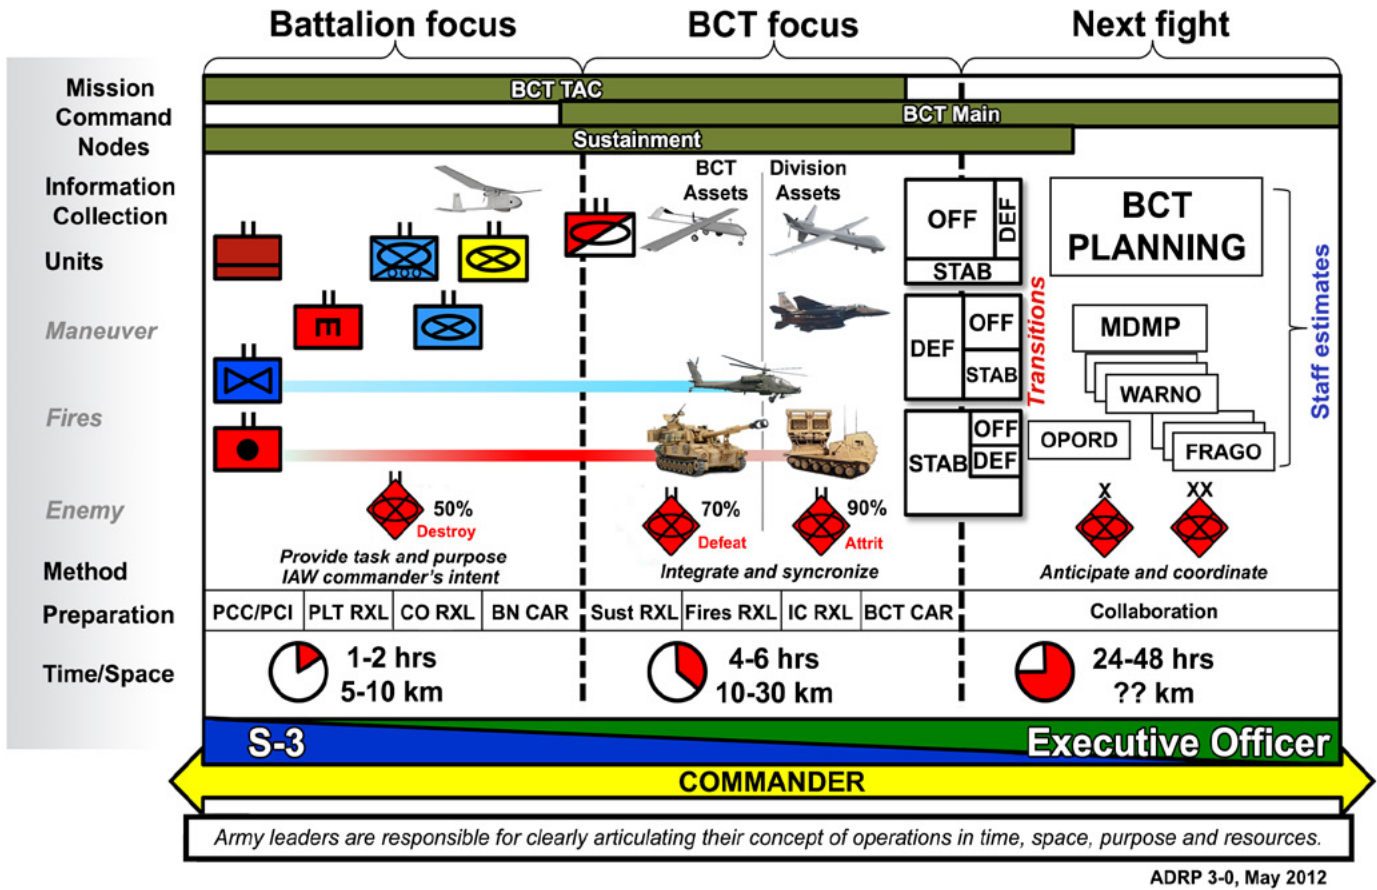 Battalion focus
BCT focus
Next fight
Mission
Command
Nodes
BCT TAC
BCT Main
Sustainment
Information
Collection
BCT
Assets
Division
Assets
Units
Maneuver
Fires
Enemy
E
OFF
DEF
STAB
DEF
OFF
STAB
STAB
OFF
DEF
Transitions
BCT
PLANNING
MDMP
WARNO
OPORD
FRAGO
Staff estimates
50%
Destroy
70%
Defeat
90%
Attrit
X
XX
Method
Provide task and purpose
IAW commander's intent
Integrate and syncronize
Anticipate and coordinate
Preparation
PCC/PCI
PLT RXL
CO RXL
BN CAR
Sust RXL
Fires RXL
IC RXL
BCT CAR
Collaboration
Time/Space
1-2 hrs
5-10 km
4-6 hrs
10-30 km
24-48 hrs
?? km
S-3
Executive Officer
COMMANDER
Army leaders are responsible for clearly articulating their concept of operations in time, space, purpose and resources.
ADRP 3-0, May 2012